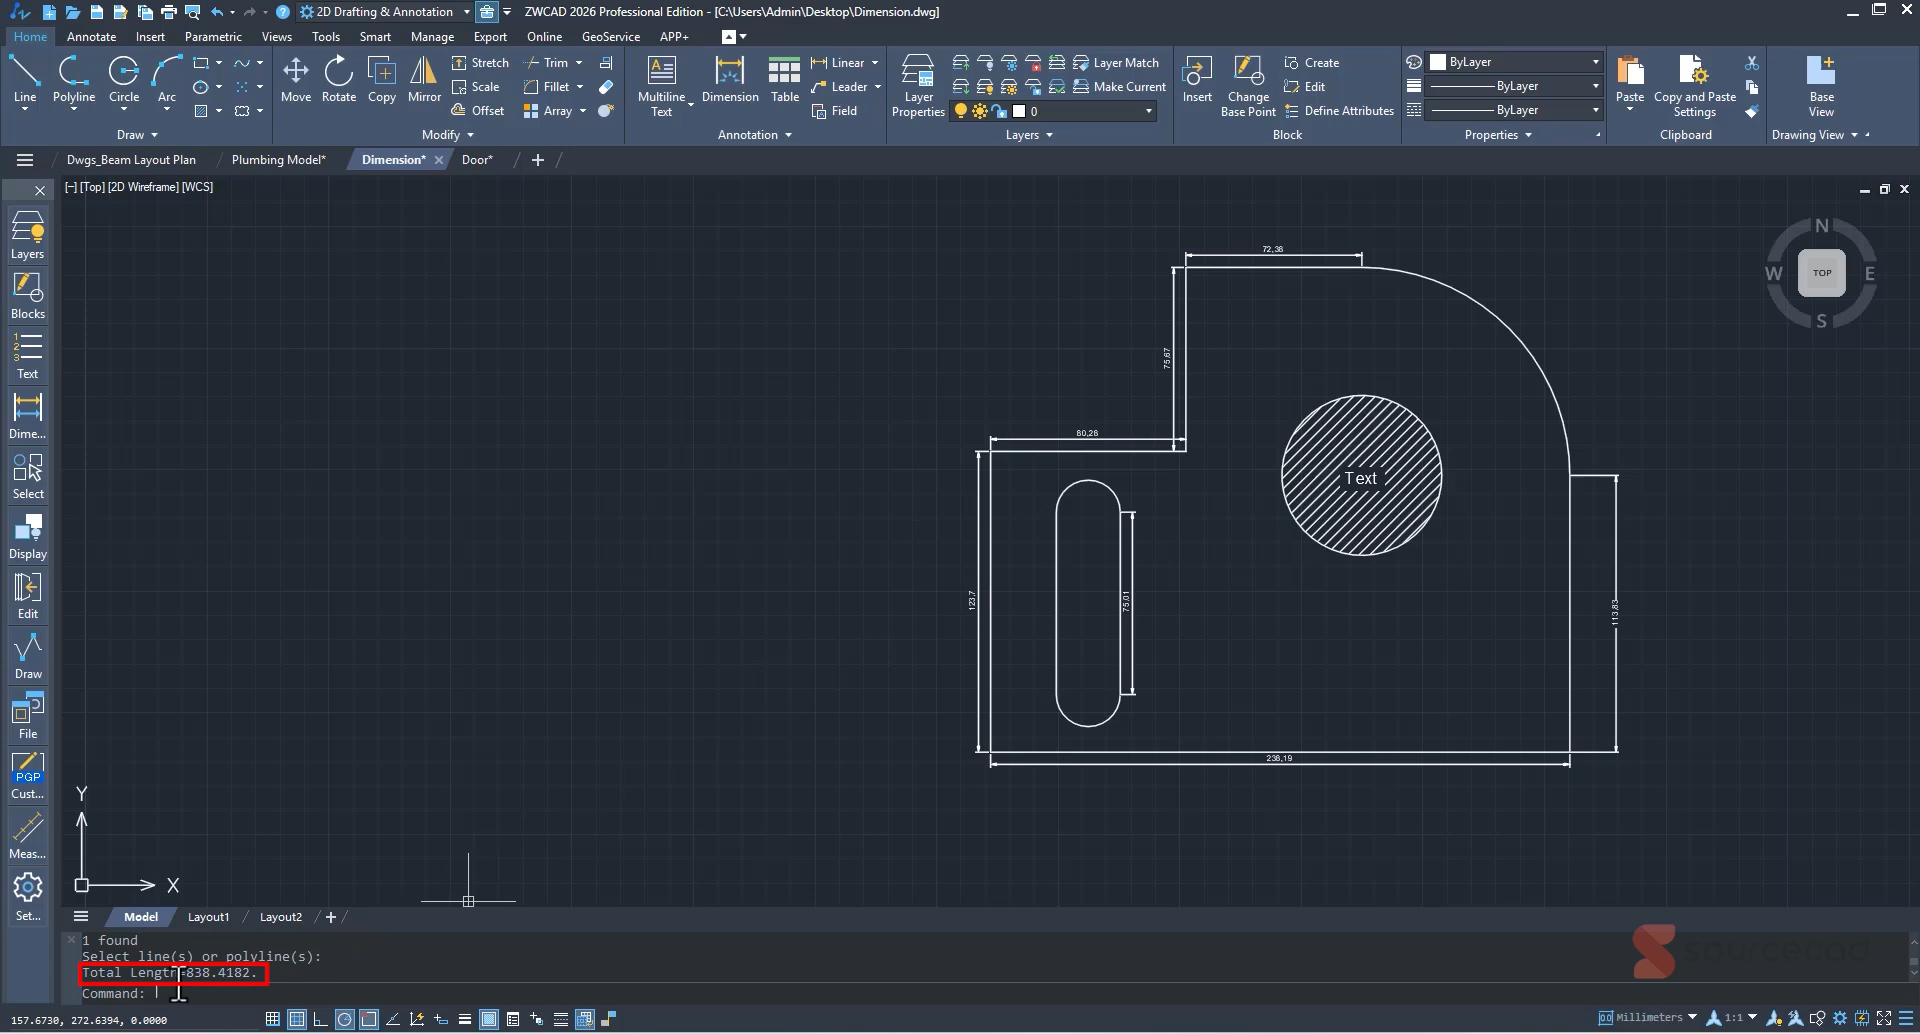 2D Drafting & Annotation
ZWCAD 2026 Professional Edition - [C:\Users\Admin\Desktop\Dimension.dwg]
Home Annotate Insert Parametric Views Tools Smart Manage Export Online GeoService APP+
Line
Polyline
Circle
Arc
Draw
Move
Rotate
Copy
Mirror
Stretch
Scale
Offset
Trim
Fillet
Array
Modify
Multiline
Text
Dimension
Table
Linear
Leader
Field
Annotation
Layer
Properties
Layer Match
Make Current
0
Layers
Insert
Change
Base Point
Create
Edit
Define Attributes
Block
ByLayer
ByLayer
ByLayer
Properties
Paste
Copy and Paste
Settings
Clipboard
Base
View
Drawing View
Dwgs_Beam Layout Plan
Plumbing Model*
Dimension*
Door*
[−] [Top] [2D Wireframe] [WCS]
Layers
Blocks
1
2
3
Text
Dime...
Select
Display
Edit
Draw
File
PGP
Cust...
Meas...
Set...
N
W
TOP
E
S
72,36
75,67
80,26
Text
123,7
75,01
113,83
238,19
Y
X
Model
Layout1
Layout2
1 found
Select line(s) or polyline(s):
Total Length=838.4182.
Command:
sourcecad
157.6730, 272.6394, 0.0000
Millimeters
1:1